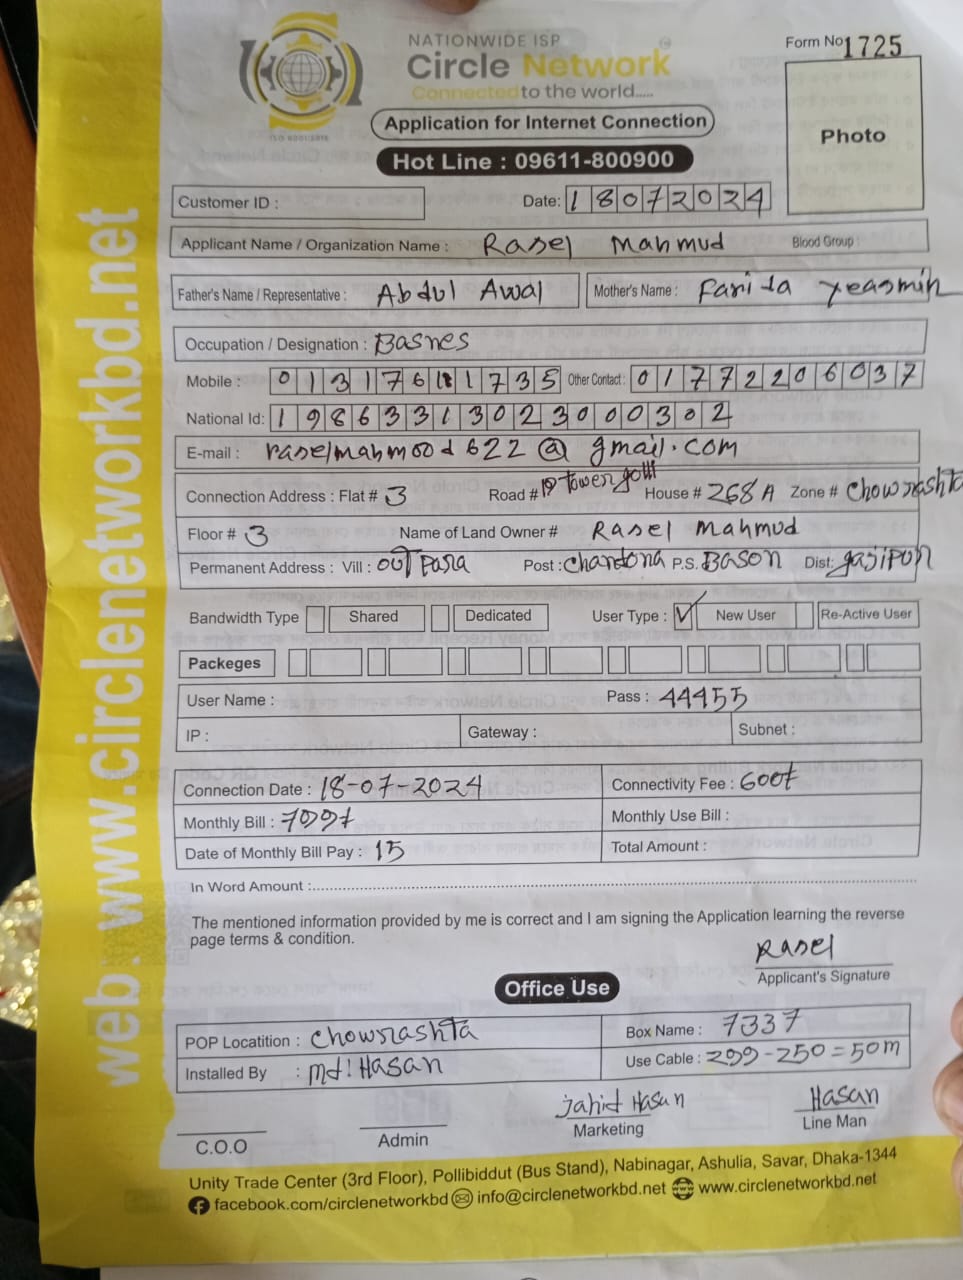 NATIONWIDE ISP
Circle Network
Connected to the world.....
ISO 9001:2015
Form No 1725
Photo
Application for Internet Connection
Hot Line : 09611-800900
Customer ID :
Date: 18072024
Applicant Name / Organization Name : Rasel Mahmud Blood Group :
Father's Name / Representative : Abdul Awal Mother's Name : Farida Yeasmin
Occupation / Designation : Basnes
Mobile : 01317611735 Other Contact : 01772206037
National Id: 19863313023000302
E-mail : raselmahmood622@gmail.com
Connection Address : Flat # 3 Road # Tower House # 268 A Zone # Chowrashta
Floor # 3 Name of Land Owner # Rasel Mahmud
Permanent Address : Vill : out Para Post : Chandona P.S. Bason Dist: gajipur
Bandwidth Type Shared Dedicated User Type : ✓ New User Re-Active User
Packeges
User Name : Pass : 44455
IP : Gateway : Subnet :
Connection Date : 18-07-2024 Connectivity Fee : 600৳
Monthly Bill : Monthly Use Bill :
Date of Monthly Bill Pay : 15 Total Amount :
In Word Amount :
The mentioned information provided by me is correct and I am signing the Application learning the reverse
page terms & condition.
Rasel
Applicant's Signature
Office Use
POP Locatition : Chowrashta Box Name : 7337
Installed By : Md! Hasan Use Cable : 299-250=50m
C.O.O
Admin
Jahid Hasan
Marketing
Hasan
Line Man
Unity Trade Center (3rd Floor), Pollibiddut (Bus Stand), Nabinagar, Ashulia, Savar, Dhaka-1344
facebook.com/circlenetworkbd info@circlenetworkbd.net www.circlenetworkbd.net
web : www.circlenetworkbd.net